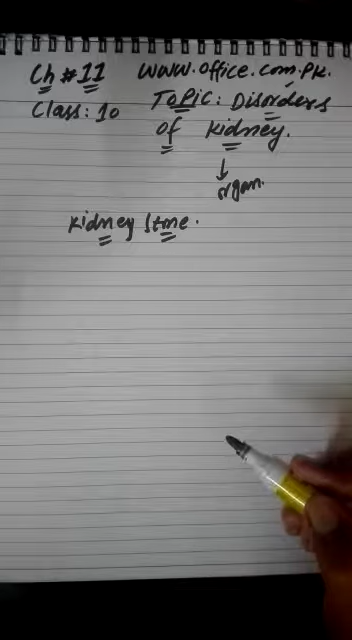 Ch # 11 www.office.com.PK.
Class: 10 Topic: Disorders
of kidney.
↓
organ.
kidney Stone.